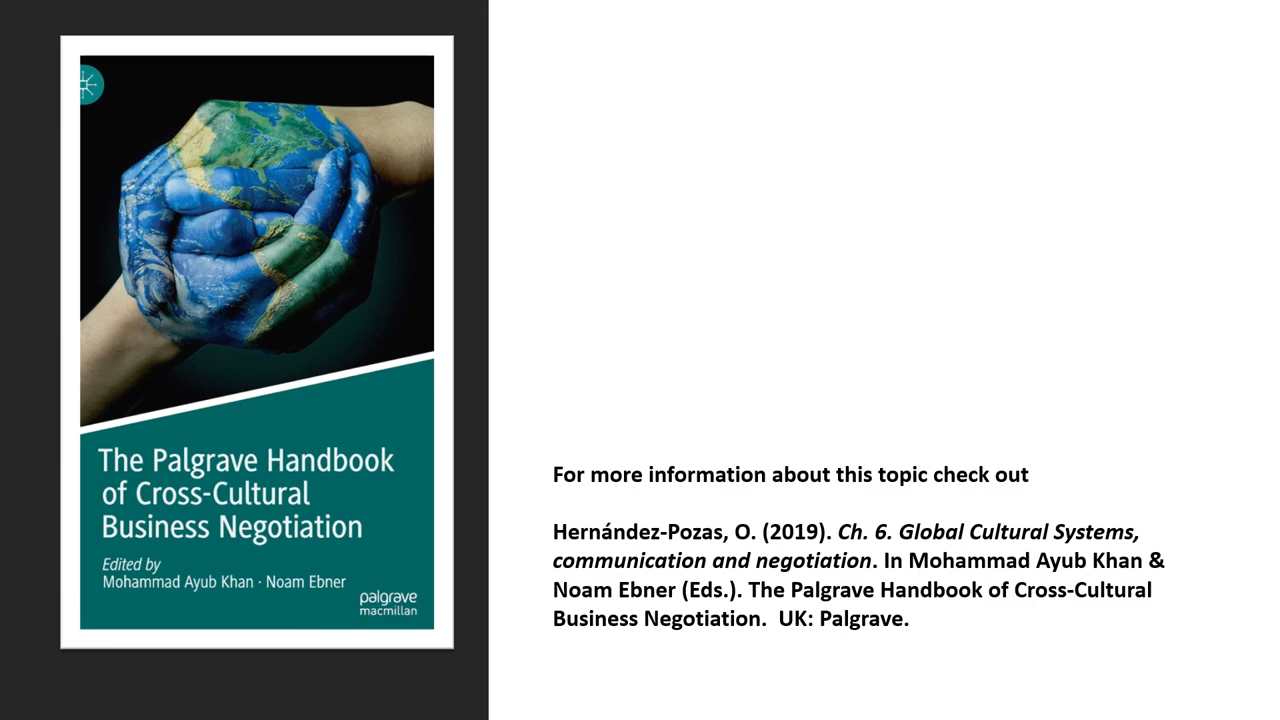 The Palgrave Handbook
of Cross-Cultural
Business Negotiation
Edited by
Mohammad Ayub Khan · Noam Ebner
palgrave
macmillan
For more information about this topic check out
Hernández-Pozas, O. (2019). Ch. 6. Global Cultural Systems,
communication and negotiation. In Mohammad Ayub Khan &
Noam Ebner (Eds.). The Palgrave Handbook of Cross-Cultural
Business Negotiation.  UK: Palgrave.